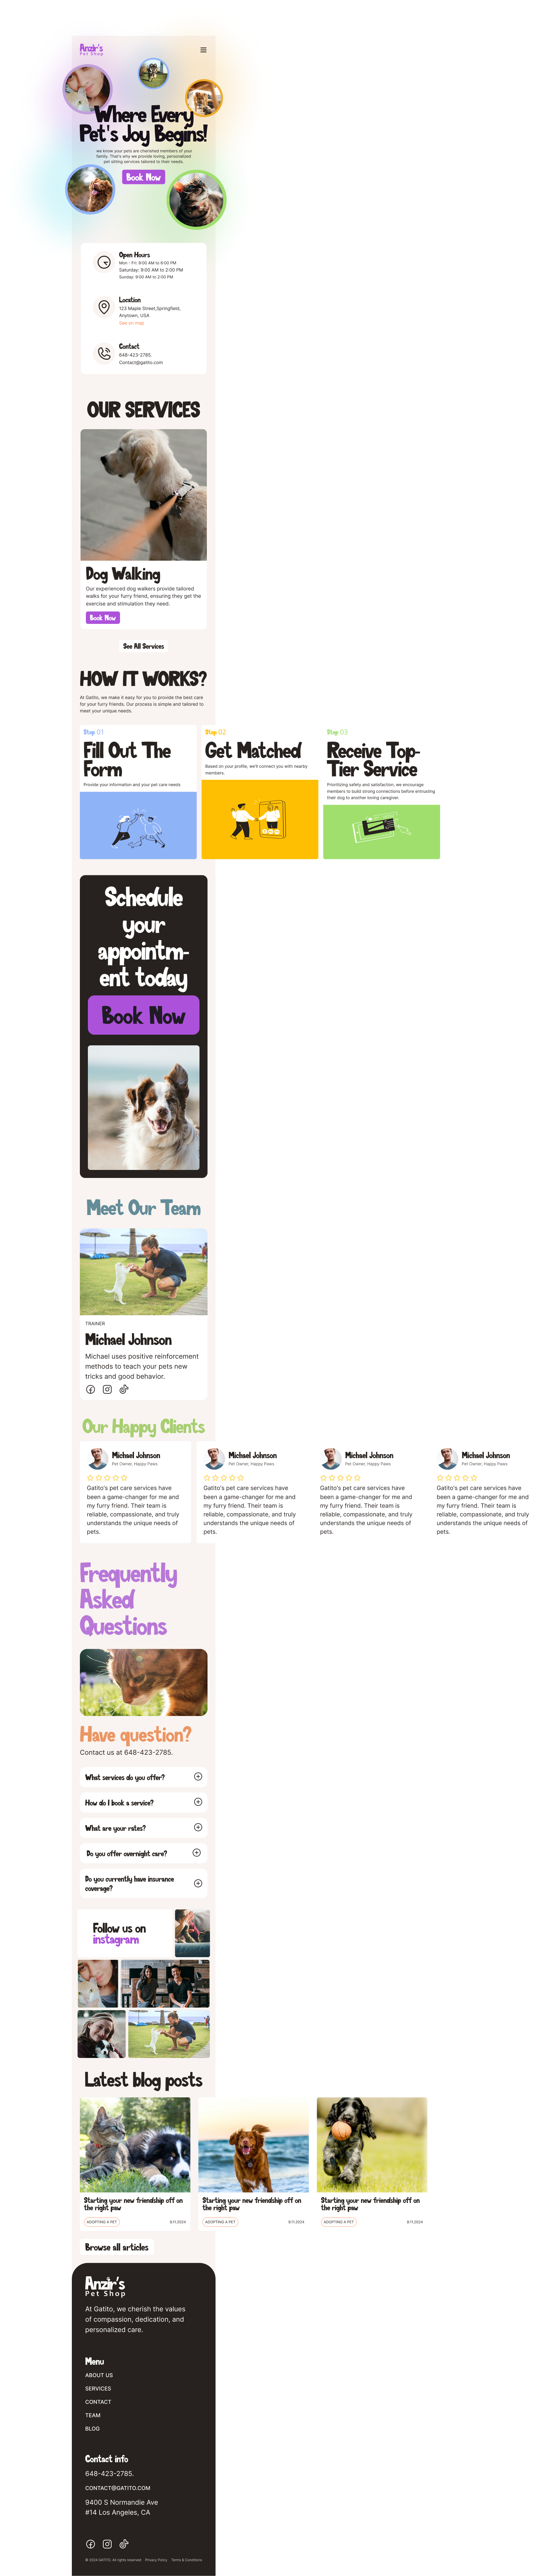 Anzir's
Pet Shop
Where Every
Pet's Joy Begins!
we know your pets are cherished members of your
family. That's why we provide loving, personalized
pet sitting services tailored to their needs.
Book Now
Open Hours
Mon - Fri: 8:00 AM to 6:00 PM
Saturday: 9:00 AM to 2:00 PM
Sunday: 9:00 AM to 2:00 PM
Location
123 Maple Street,Springfield,
Anytown, USA
See on map
Contact
648-423-2785.
Contact@gatito.com
OUR SERVICES
Dog Walking
Our experienced dog walkers provide tailored
walks for your furry friend, ensuring they get the
exercise and stimulation they need.
Book Now
See All Services
HOW IT WORKS?
At Gatito, we make it easy for you to provide the best care
for your furry friends. Our process is simple and tailored to
meet your unique needs.
Step 01
Fill Out The
Form
Provide your information and your pet care needs
Step 02
Get Matched
Based on your profile, we'll connect you with nearby
members.
Step 03
Receive Top-
Tier Service
Prioritizing safety and satisfaction, we encourage
members to build strong connections before entrusting
their dog to another loving caregiver.
Schedule
your
appointm-
ent today
Book Now
Meet Our Team
TRAINER
Michael Johnson
Michael uses positive reinforcement
methods to teach your pets new
tricks and good behavior.
Our Happy Clients
Michael Johnson
Pet Owner, Happy Paws
Gatito's pet care services have
been a game-changer for me and
my furry friend. Their team is
reliable, compassionate, and truly
understands the unique needs of
pets.
Michael Johnson
Pet Owner, Happy Paws
Gatito's pet care services have
been a game-changer for me and
my furry friend. Their team is
reliable, compassionate, and truly
understands the unique needs of
pets.
Michael Johnson
Pet Owner, Happy Paws
Gatito's pet care services have
been a game-changer for me and
my furry friend. Their team is
reliable, compassionate, and truly
understands the unique needs of
pets.
Michael Johnson
Pet Owner, Happy Paws
Gatito's pet care services have
been a game-changer for me and
my furry friend. Their team is
reliable, compassionate, and truly
understands the unique needs of
pets.
Frequently
Asked
Questions
Have question?
Contact us at 648-423-2785.
What services do you offer?
How do I book a service?
What are your rates?
Do you offer overnight care?
Do you currently have insurance
coverage?
Follow us on
instagram
Latest blog posts
Starting your new friendship off on
the right paw
ADOPTING A PET
9.11.2024
Starting your new friendship off on
the right paw
ADOPTING A PET
9.11.2024
Starting your new friendship off on
the right paw
ADOPTING A PET
9.11.2024
Browse all articles
Anzir's
Pet Shop
At Gatito, we cherish the values
of compassion, dedication, and
personalized care.
Menu
ABOUT US
SERVICES
CONTACT
TEAM
BLOG
Contact info
648-423-2785.
CONTACT@GATITO.COM
9400 S Normandie Ave
#14 Los Angeles, CA
© 2024 GATITO. All rights reserved
Privacy Policy
Terms & Conditions